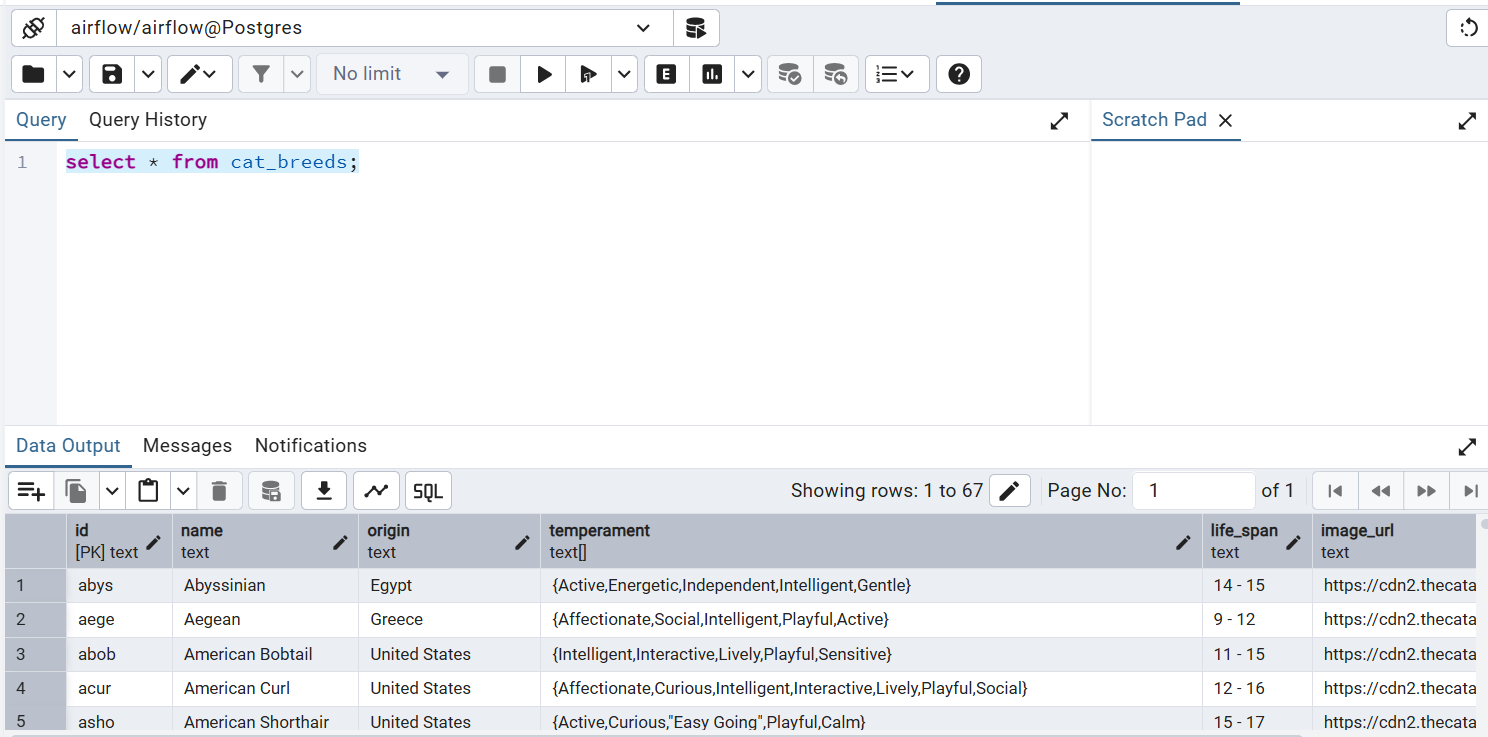 airflow/airflow@Postgres
No limit
E
Query Query History
Scratch Pad
1 select * from cat_breeds;
Data Output Messages Notifications
SQL Showing rows: 1 to 67 Page No: 1 of 1
id name origin temperament life_span image_url
[PK] text text text text[] text text
1 abys Abyssinian Egypt {Active,Energetic,Independent,Intelligent,Gentle} 14 - 15 https://cdn2.thecata
2 aege Aegean Greece {Affectionate,Social,Intelligent,Playful,Active} 9 - 12 https://cdn2.thecata
3 abob American Bobtail United States {Intelligent,Interactive,Lively,Playful,Sensitive} 11 - 15 https://cdn2.thecata
4 acur American Curl United States {Affectionate,Curious,Intelligent,Interactive,Lively,Playful,Social} 12 - 16 https://cdn2.thecata
5 asho American Shorthair United States {Active,Curious,"Easy Going",Playful,Calm} 15 - 17 https://cdn2.thecata